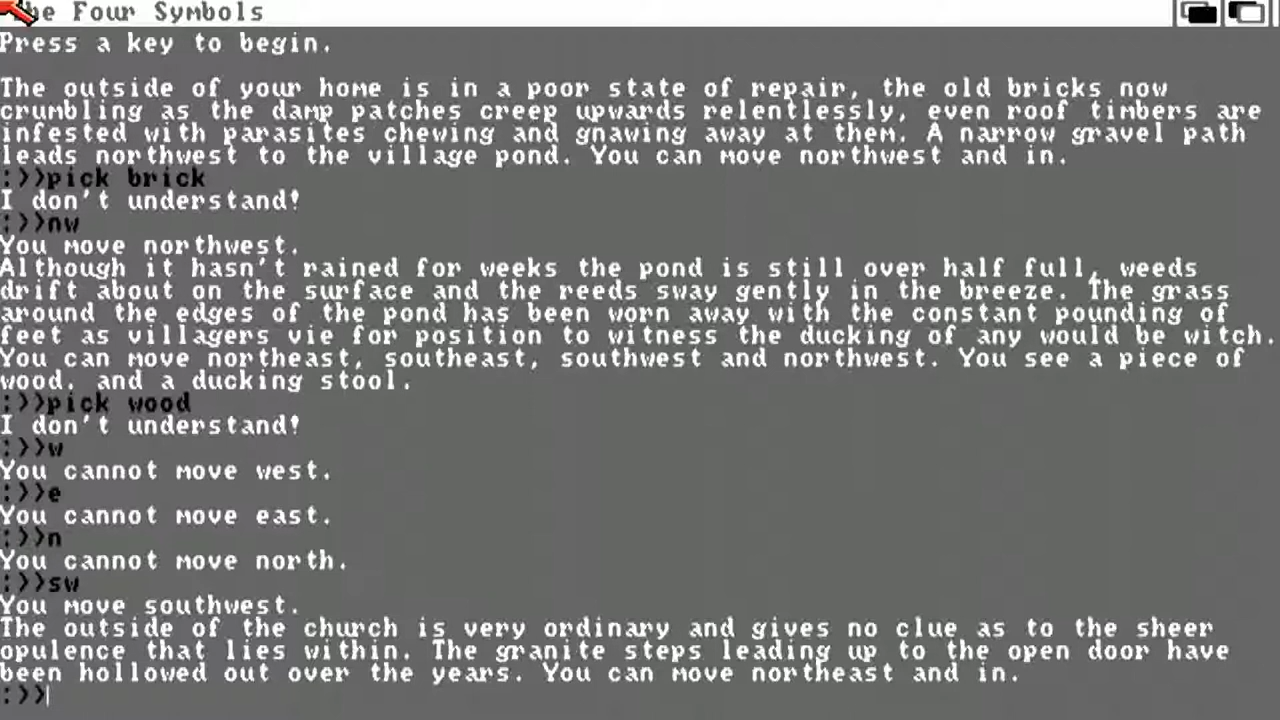 The Four Symbols
Press a key to begin.
The outside of your home is in a poor state of repair, the old bricks now
crumbling as the damp patches creep upwards relentlessly, even roof timbers are
infested with parasites chewing and gnawing away at them. A narrow gravel path
leads northwest to the village pond. You can move northwest and in.
:>>pick brick
I don't understand!
:>>nw
You move northwest.
Although it hasn't rained for weeks the pond is still over half full, weeds
drift about on the surface and the reeds sway gently in the breeze. The grass
around the edges of the pond has been worn away with the constant pounding of
feet as villagers vie for position to witness the ducking of any would be witch.
You can move northeast, southeast, southwest and northwest. You see a piece of
wood, and a ducking stool.
:>>pick wood
I don't understand!
:>>w
You cannot move west.
:>>e
You cannot move east.
:>>n
You cannot move north.
:>>sw
You move southwest.
The outside of the church is very ordinary and gives no clue as to the sheer
opulence that lies within. The granite steps leading up to the open door have
been hollowed out over the years. You can move northeast and in.
:>>